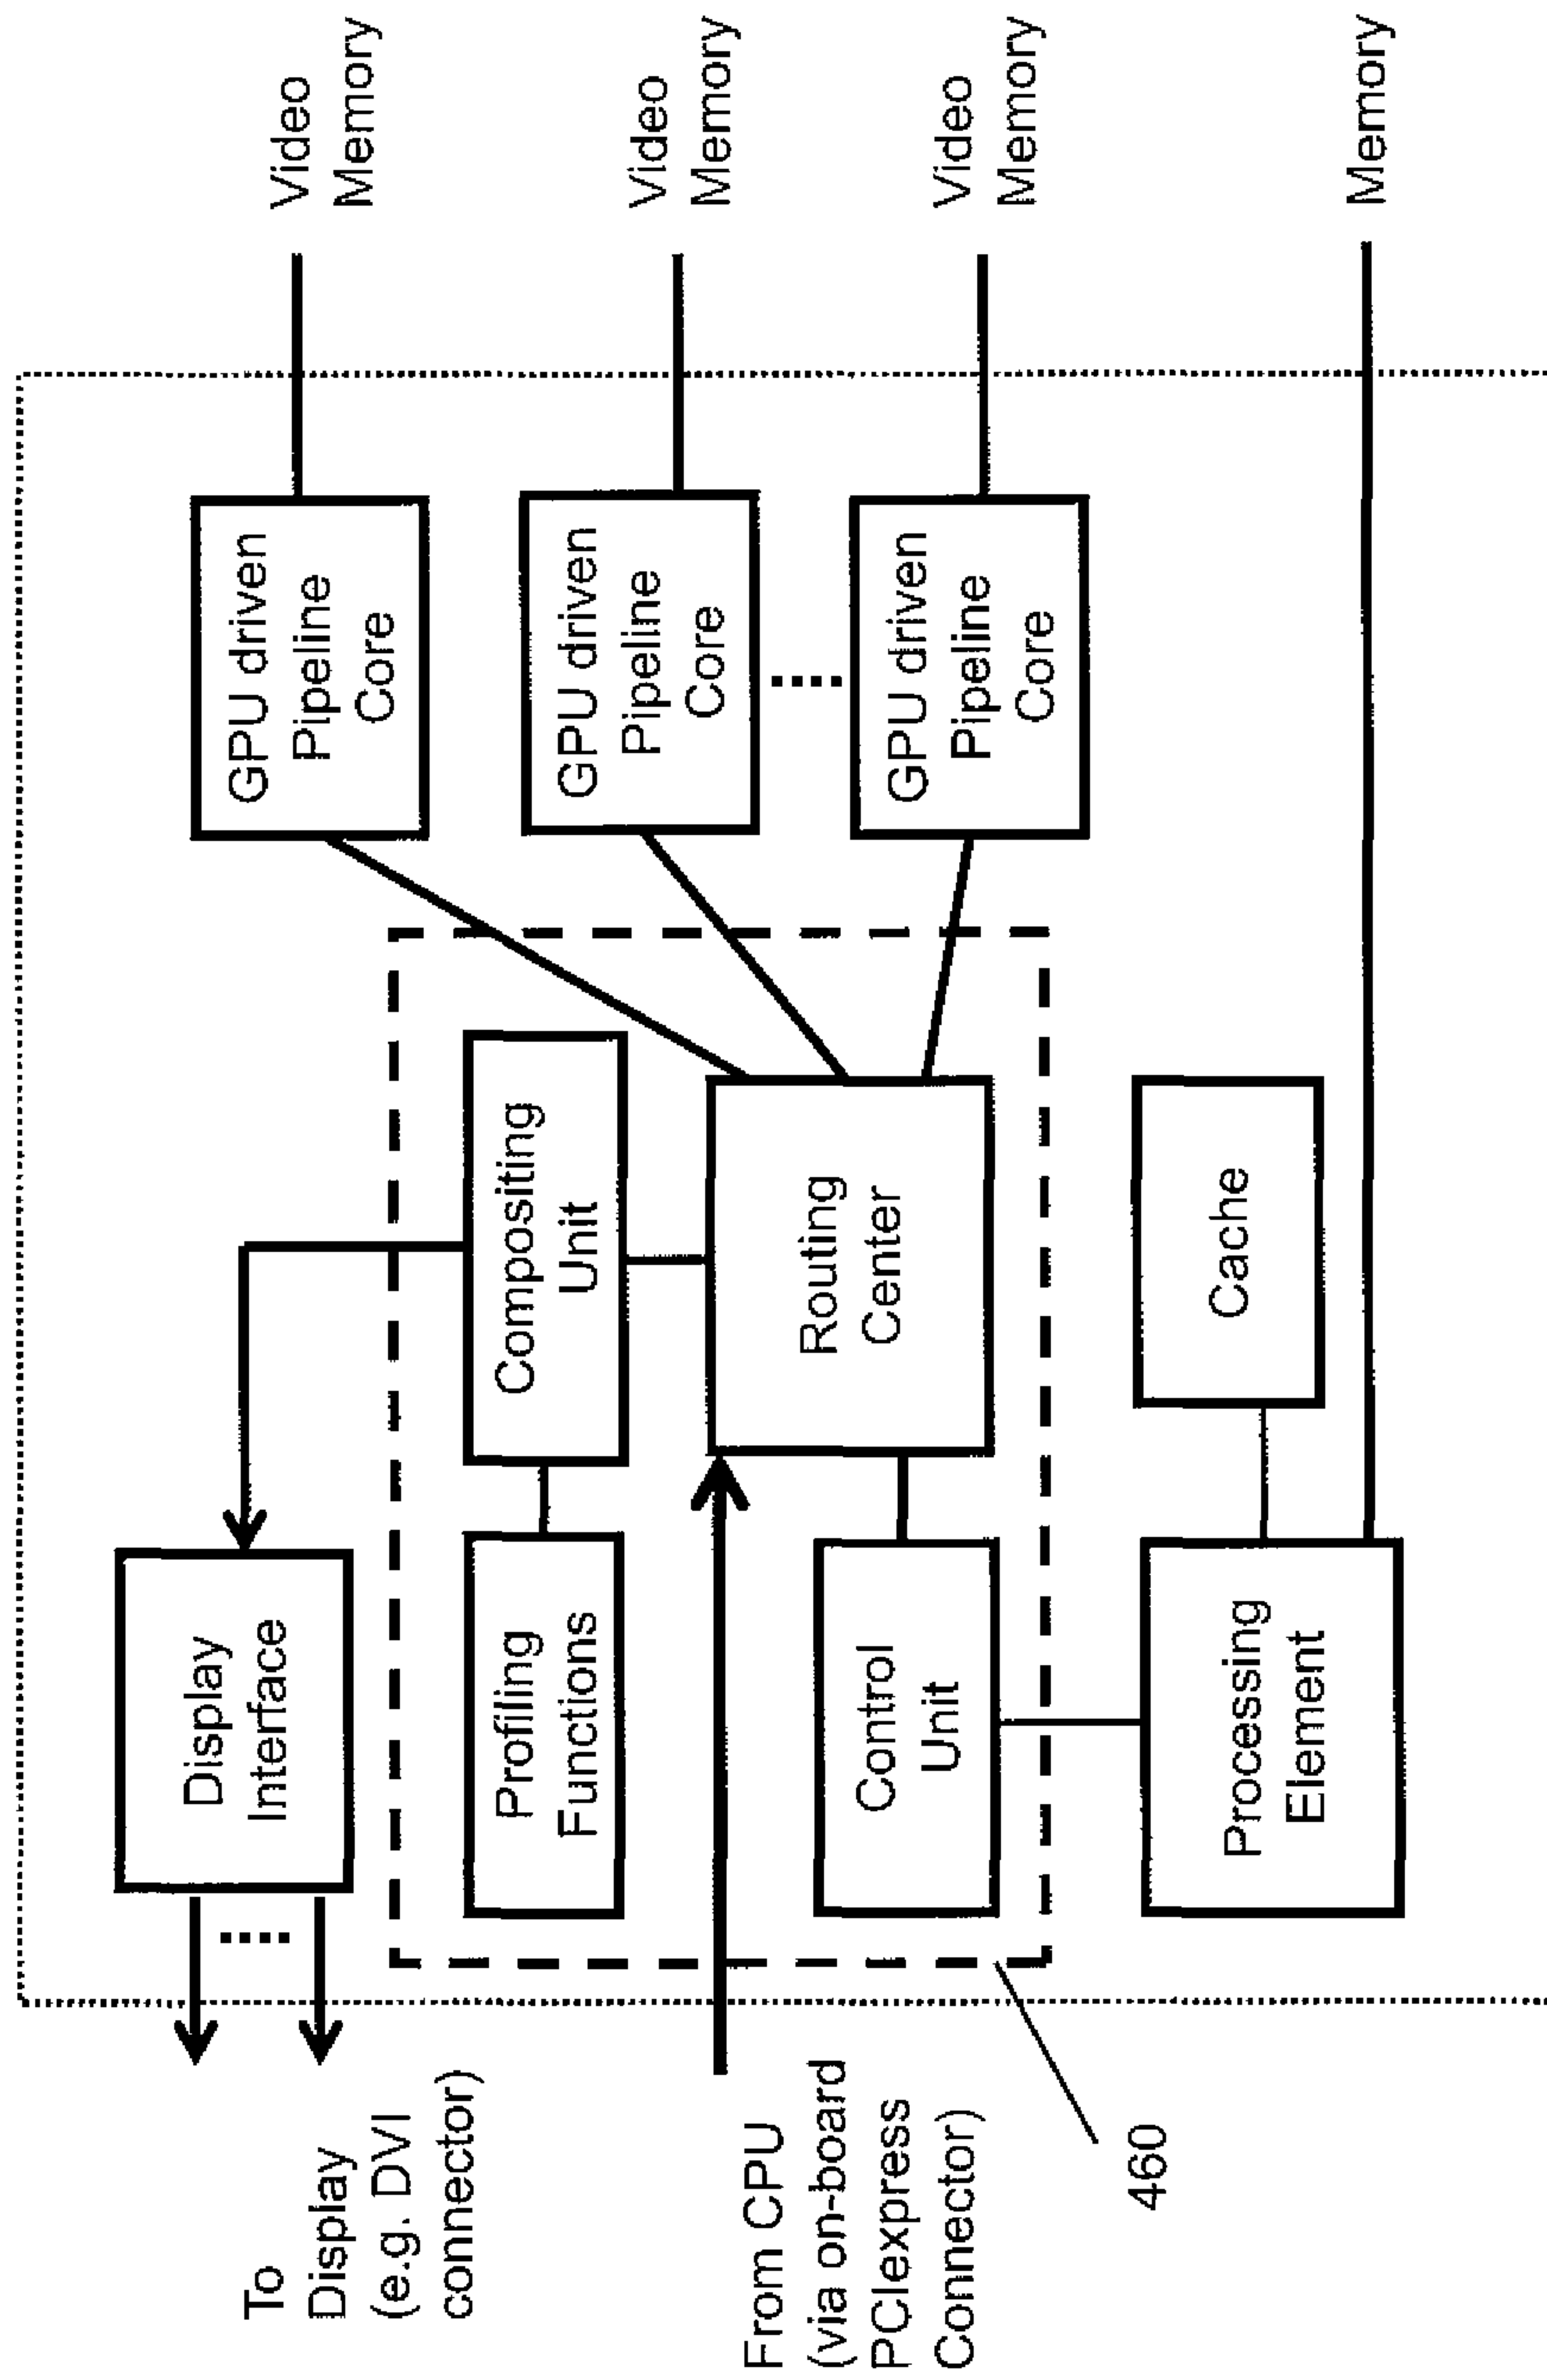 To
Display
(e.g. DVI
connector)
Display
Interface
GPU driven
Pipeline
Core
Video
Memory
Profiling
Functions
Compositing
Unit
GPU driven
Pipeline
Core
Video
Memory
From CPU
(via on-board
PCIexpress
Connector)
Control
Unit
Routing
Center
GPU driven
Pipeline
Core
Video
Memory
460
Processing
Element
Cache
Memory